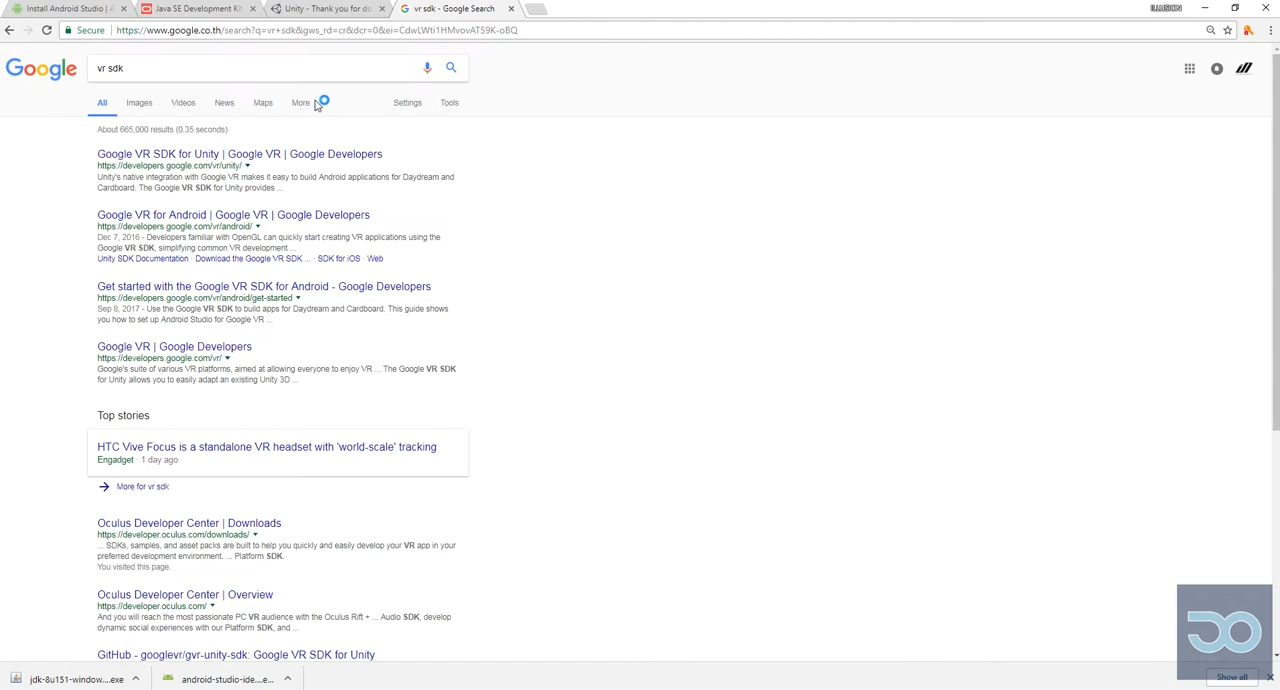 Install Android Studio | A
Java SE Development Kit
Unity - Thank you for do
vr sdk - Google Search
ILLUSION
Secure
https://www.google.co.th/search?q=vr+sdk&gws_rd=cr&dcr=0&ei=CdwLWti1HMvovAT59K-oBQ
Google
vr sdk
All
Images
Videos
News
Maps
More
Settings
Tools
About 665,000 results (0.35 seconds)
Google VR SDK for Unity | Google VR | Google Developers
https://developers.google.com/vr/unity/
Unity's native integration with Google VR makes it easy to build Android applications for Daydream and
Cardboard. The Google VR SDK for Unity provides ...
Google VR for Android | Google VR | Google Developers
https://developers.google.com/vr/android/
Dec 7, 2016 - Developers familiar with OpenGL can quickly start creating VR applications using the
Google VR SDK, simplifying common VR development ...
Unity SDK Documentation · Download the Google VR SDK ... · SDK for iOS · Web
Get started with the Google VR SDK for Android - Google Developers
https://developers.google.com/vr/android/get-started
Sep 8, 2017 - Use the Google VR SDK to build apps for Daydream and Cardboard. This guide shows
you how to set up Android Studio for Google VR ...
Google VR | Google Developers
https://developers.google.com/vr/
Google's suite of various VR platforms, aimed at allowing everyone to enjoy VR ... The Google VR SDK
for Unity allows you to easily adapt an existing Unity 3D ...
Top stories
HTC Vive Focus is a standalone VR headset with 'world-scale' tracking
Engadget · 1 day ago
More for vr sdk
Oculus Developer Center | Downloads
https://developer.oculus.com/downloads/
... SDKs, samples, and asset packs are built to help you quickly and easily develop your VR app in your
preferred development environment. ... Platform SDK.
You visited this page.
Oculus Developer Center | Overview
https://developer.oculus.com/
And you will reach the most passionate PC VR audience with the Oculus Rift + ... Audio SDK, develop
dynamic social experiences with our Platform SDK, and ...
GitHub - googlevr/gvr-unity-sdk: Google VR SDK for Unity
jdk-8u151-window....exe
android-studio-ide....e...
Show all